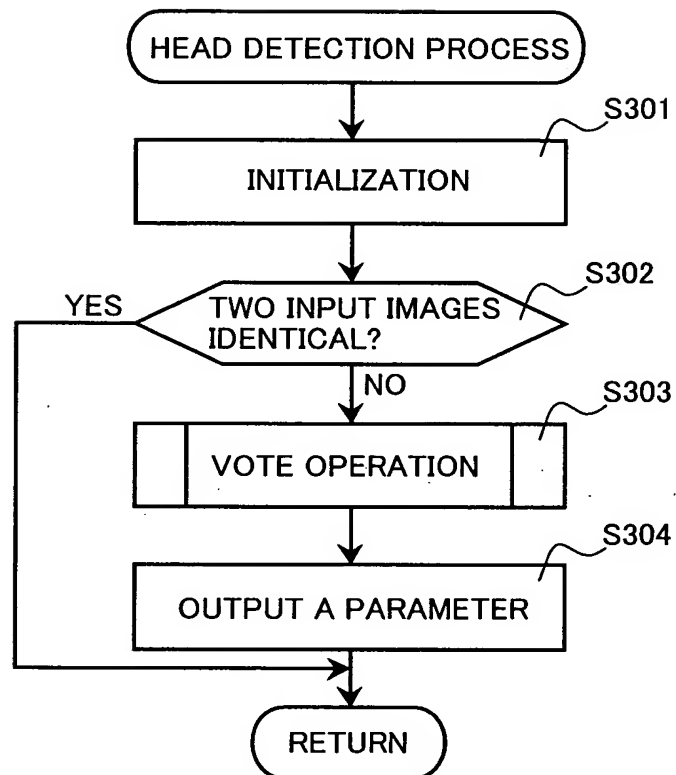 HEAD DETECTION PROCESS
S301
INITIALIZATION
S302
YES
TWO INPUT IMAGES
IDENTICAL?
NO
S303
VOTE OPERATION
S304
OUTPUT A PARAMETER
RETURN